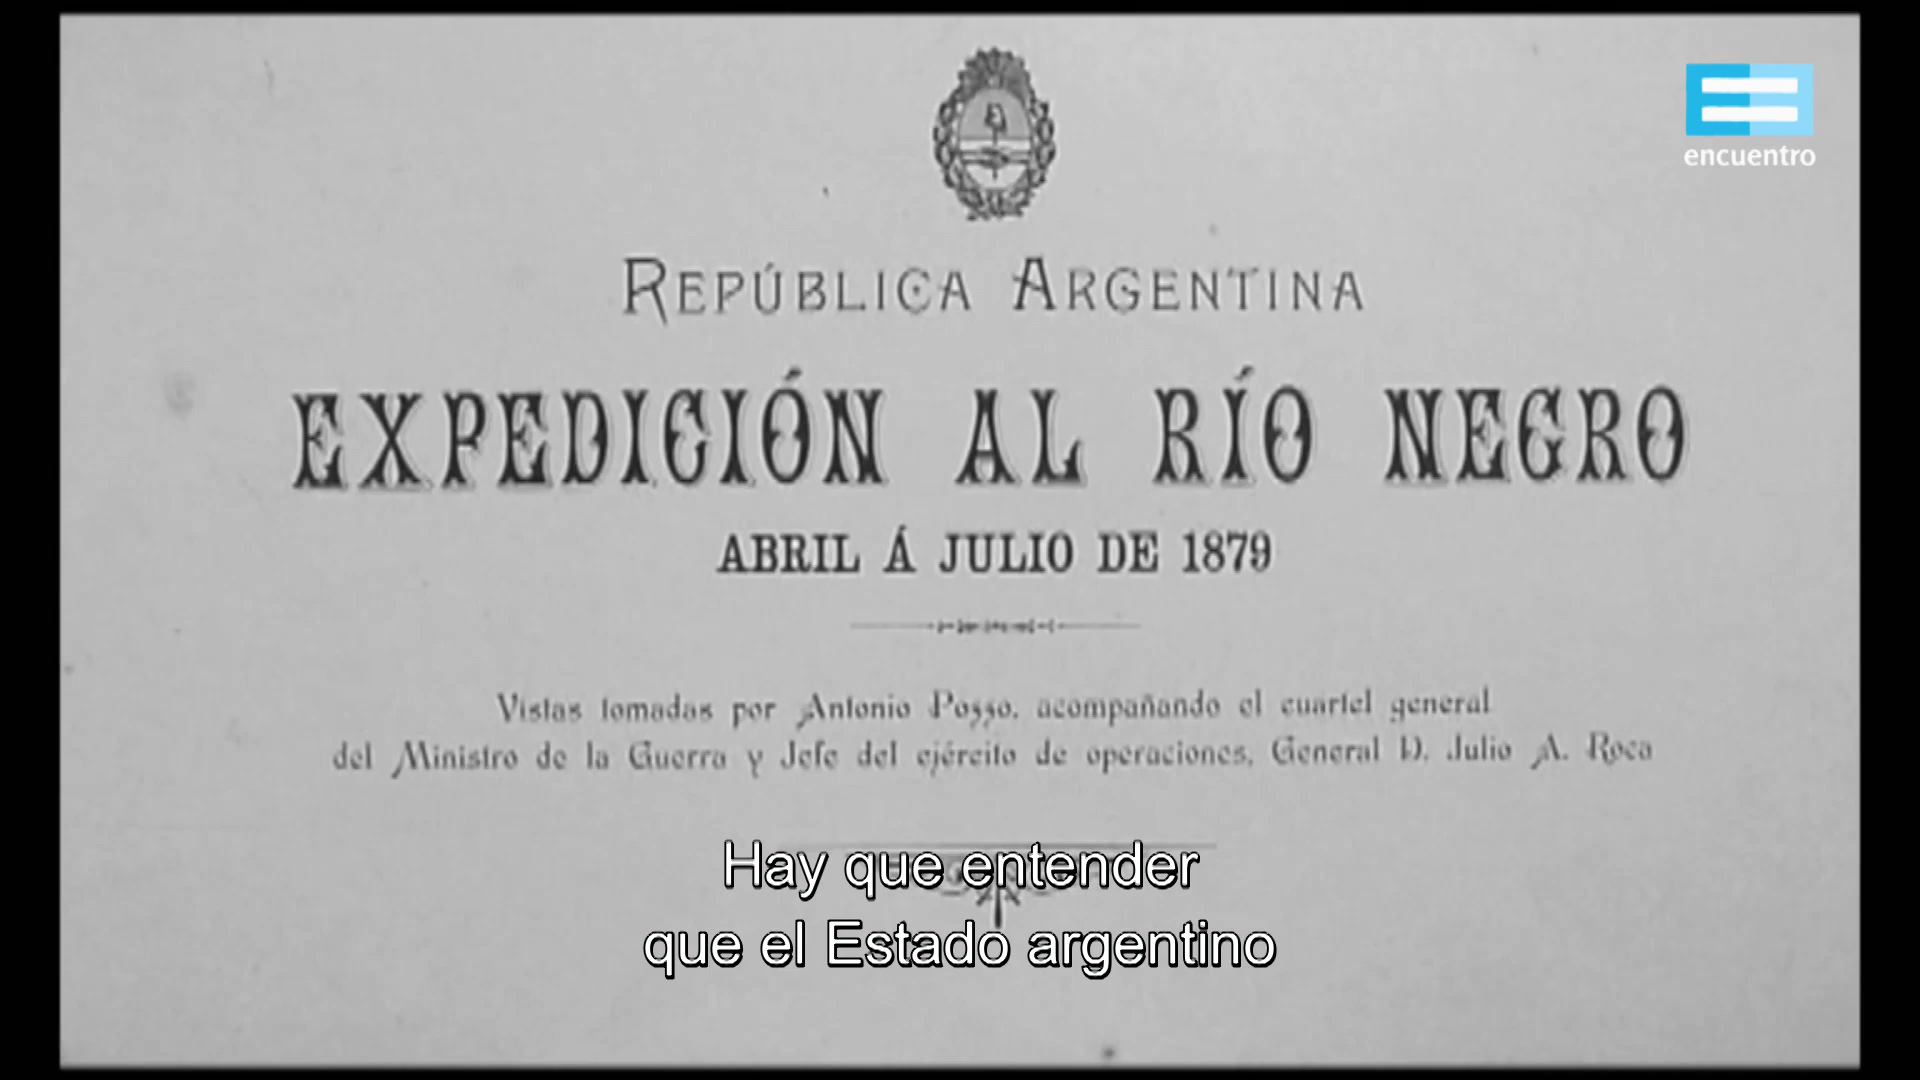 encuentro
REPÚBLICA ARGENTINA
EXPEDICIÓN AL RÍO NEGRO
ABRIL Á JULIO DE 1879
Vistas tomadas por Antonio Pozzo, acompañando el cuartel general
del Ministro de la Guerra y Jefe del ejército de operaciones, General D. Julio A. Roca
Hay que entender
que el Estado argentino